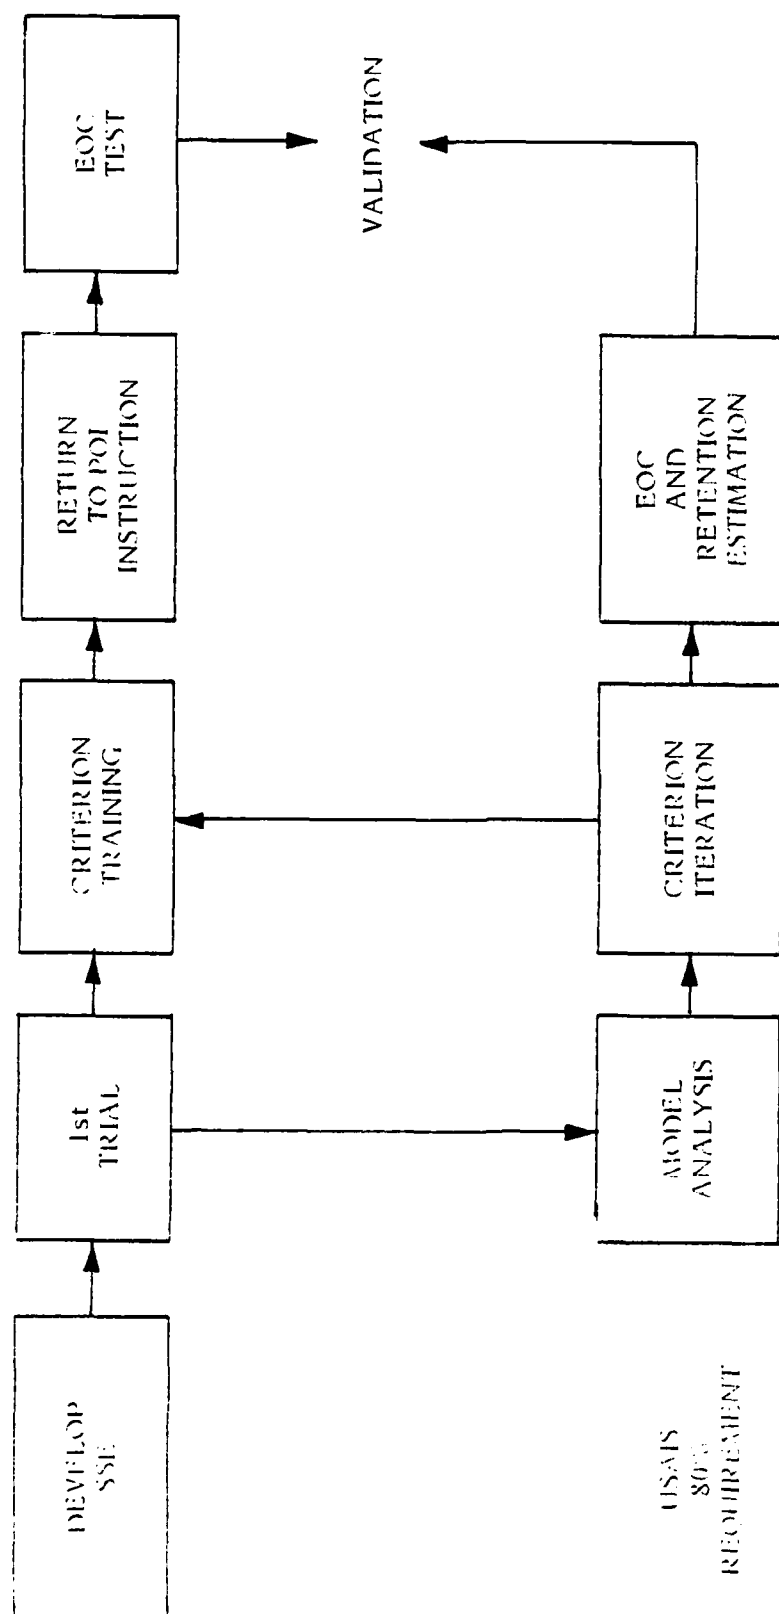 DEVELOP
SSE
1st
TRIAL
CRITERION
TRAINING
RETURN
TO POI
INSTRUCTION
EOC
TEST
VALIDATION
USAIS
80%
REQUIREMENT
MODEL
ANALYSIS
CRITERION
ITERATION
EOC
AND
RETENTION
ESTIMATION